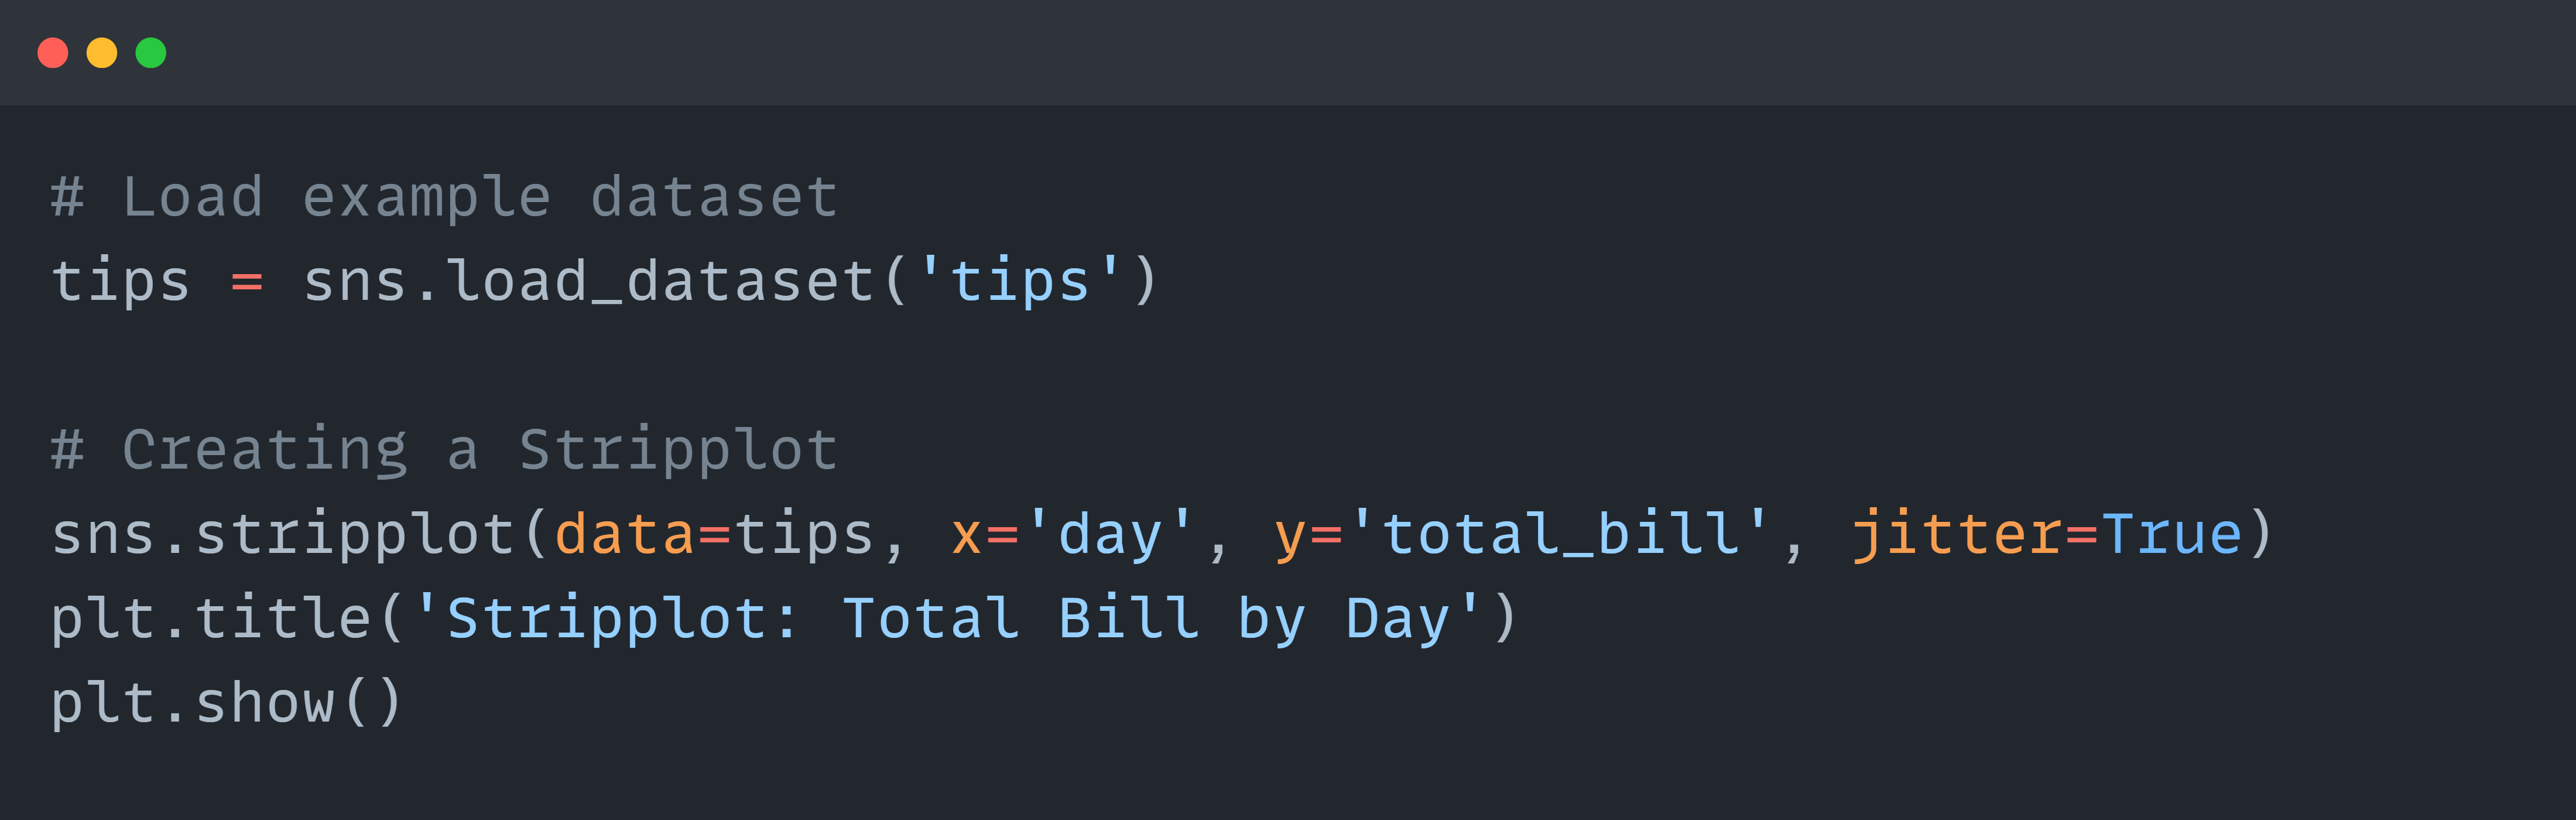 # Load example dataset
tips = sns.load_dataset('tips')

# Creating a Stripplot
sns.stripplot(data=tips, x='day', y='total_bill', jitter=True)
plt.title('Stripplot: Total Bill by Day')
plt.show()